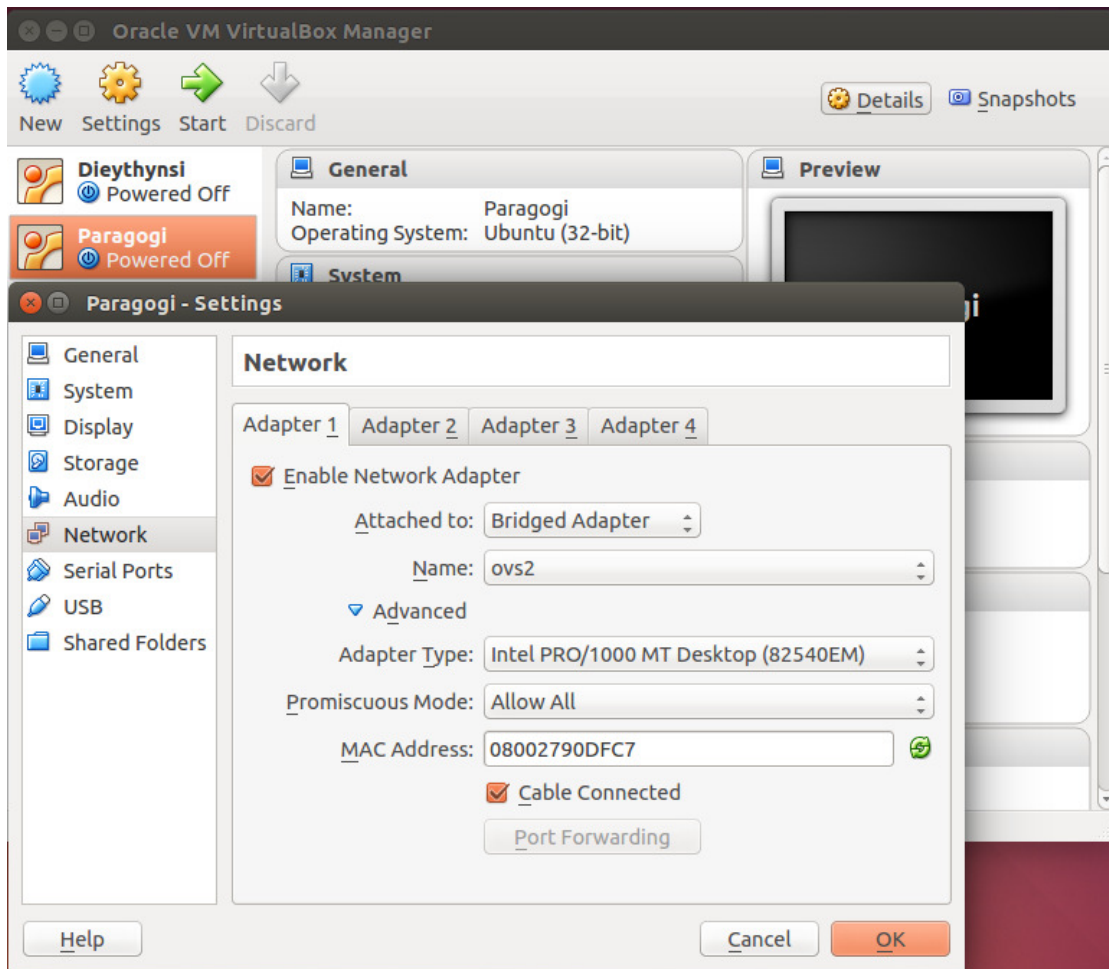 Oracle VM VirtualBox Manager
New Settings Start Discard
Details Snapshots
Dieythynsi
Powered Off
Paragogi
Powered Off
General
Name: Paragogi
Operating System: Ubuntu (32-bit)
System
Preview
Paragogi - Settings
General
System
Display
Storage
Audio
Network
Serial Ports
USB
Shared Folders
Network
Adapter 1 Adapter 2 Adapter 3 Adapter 4
Enable Network Adapter
Attached to: Bridged Adapter
Name: ovs2
Advanced
Adapter Type: Intel PRO/1000 MT Desktop (82540EM)
Promiscuous Mode: Allow All
MAC Address: 08002790DFC7
Cable Connected
Port Forwarding
Help Cancel OK